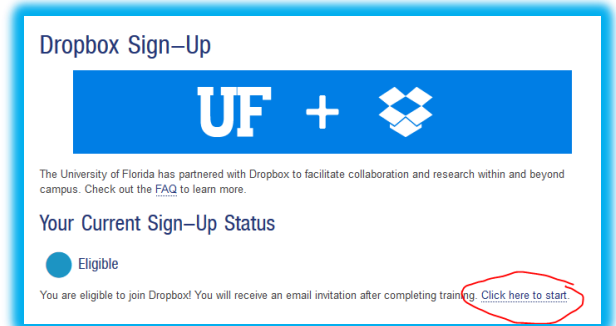 Dropbox Sign-Up
UF +
The University of Florida has partnered with Dropbox to facilitate collaboration and research within and beyond
campus. Check out the FAQ to learn more.
Your Current Sign-Up Status
Eligible
You are eligible to join Dropbox! You will receive an email invitation after completing training. Click here to start.